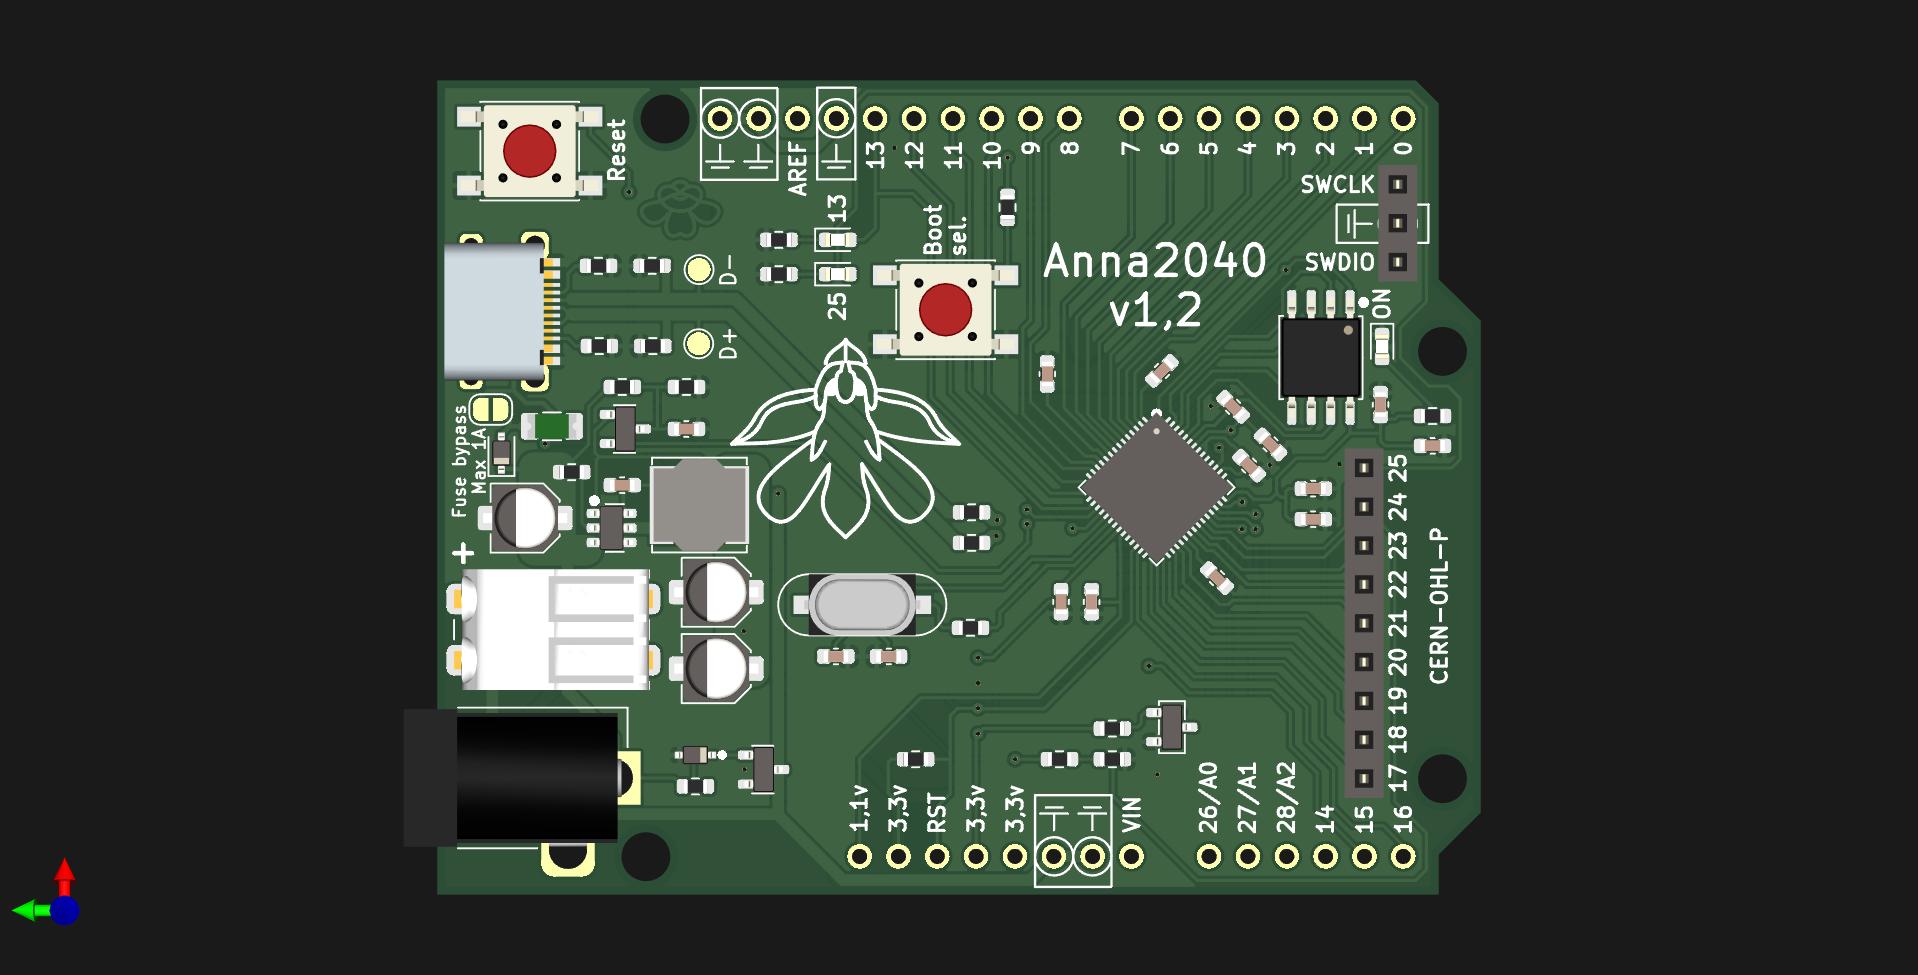 Reset
AREF
13
12
11
10
9
8
7
6
5
4
3
2
1
0
SWCLK
SWDIO
13
25
D-
D+
Boot
sel.
Anna2040
v1,2
ON
Fuse bypass
Max 1A
+
-
25
24
23
22
21
20
19
18
17
CERN-OHL-P
1,1v
3,3v
RST
3,3v
3,3v
VIN
26/A0
27/A1
28/A2
14
15
16